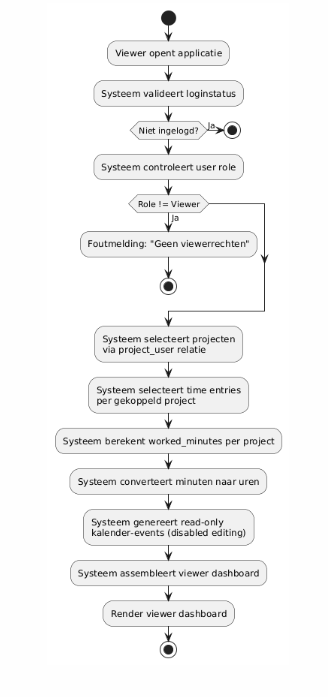 Viewer opent applicatie
Systeem valideert loginstatus
Niet ingelogd?
Ja
Systeem controleert user role
Role != Viewer
Ja
Foutmelding: "Geen viewerrechten"
Systeem selecteert projecten
via project_user relatie
Systeem selecteert time entries
per gekoppeld project
Systeem berekent worked_minutes per project
Systeem converteert minuten naar uren
Systeem genereert read-only
kalender-events (disabled editing)
Systeem assembleert viewer dashboard
Render viewer dashboard